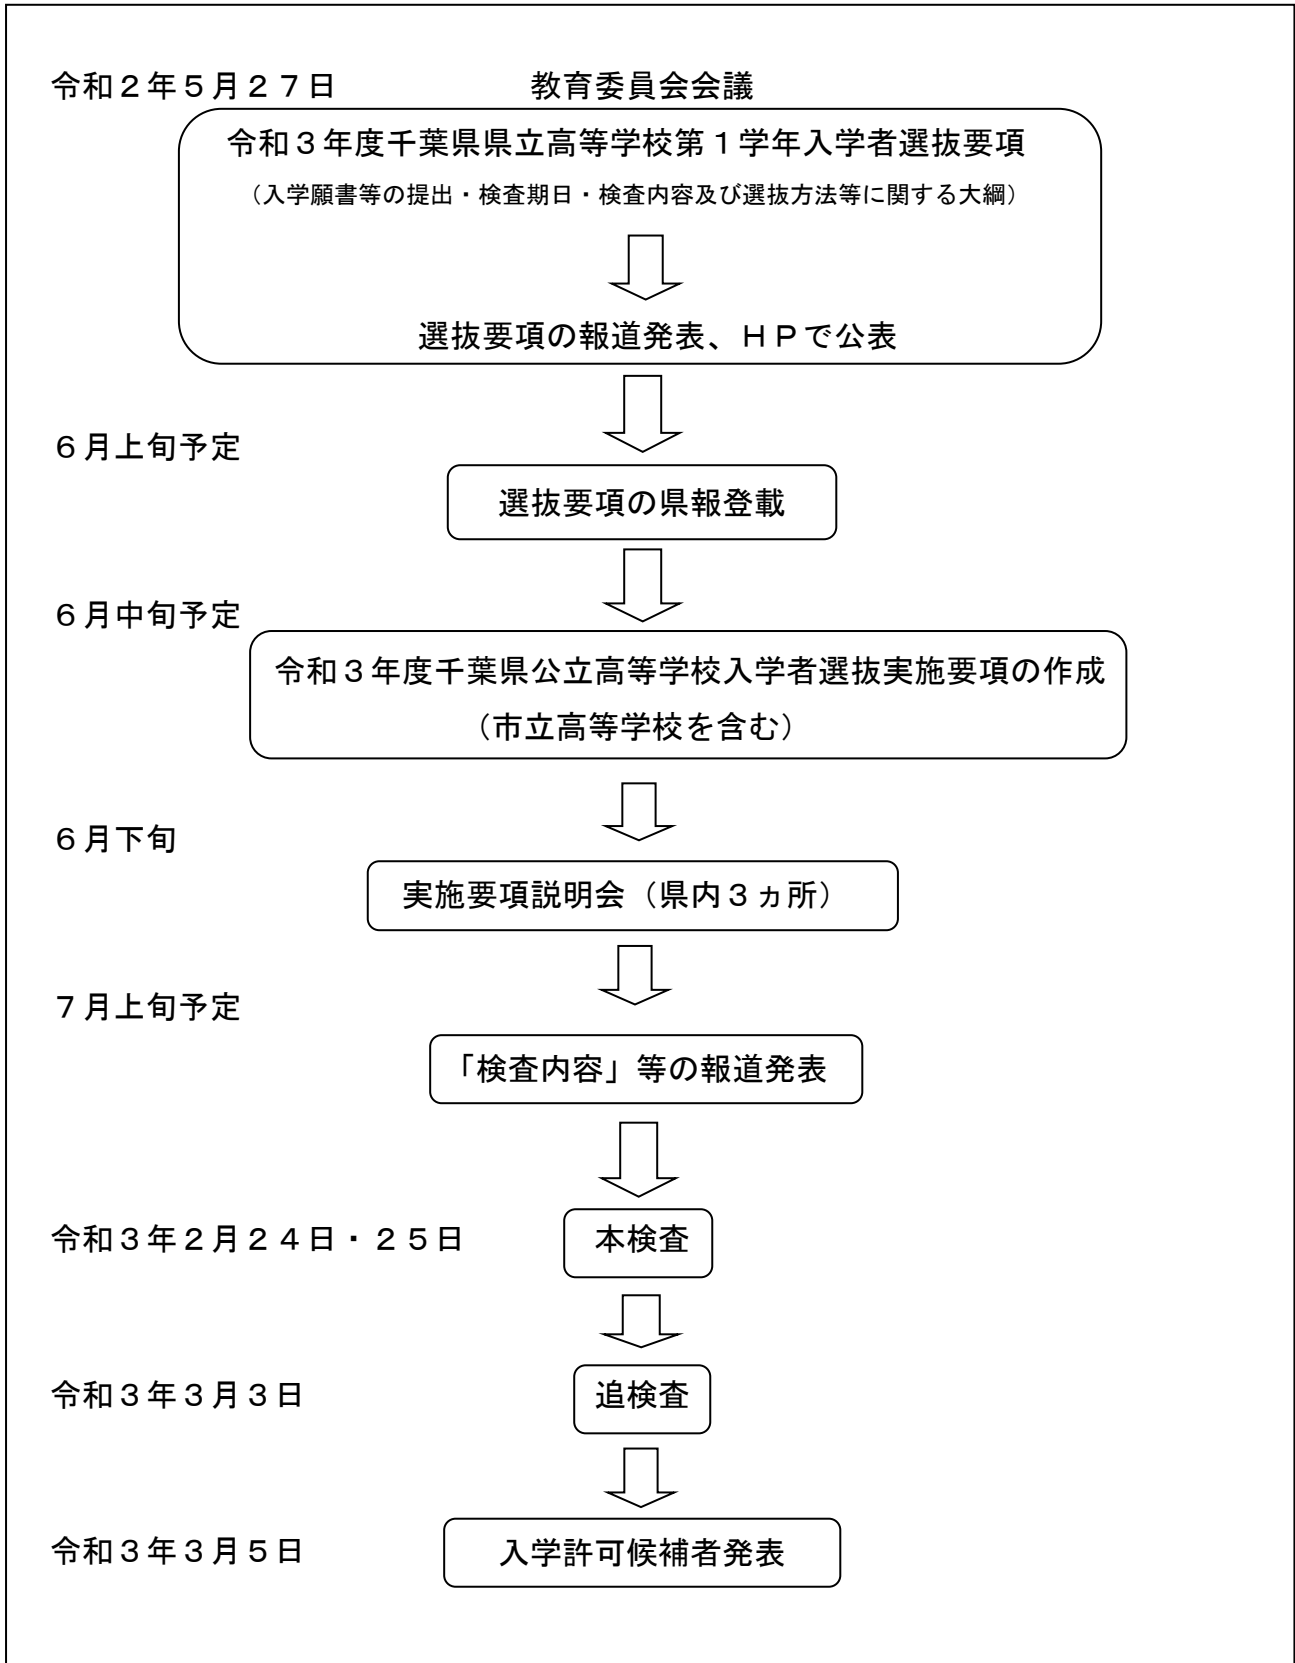 令和２年５月２７日　教育委員会会議
令和３年度千葉県県立高等学校第１学年入学者選抜要項
（入学願書等の提出・検査期日・検査内容及び選抜方法等に関する大綱）
選抜要項の報道発表、ＨＰで公表
６月上旬予定
選抜要項の県報登載
６月中旬予定
令和３年度千葉県公立高等学校入学者選抜実施要項の作成
（市立高等学校を含む）
６月下旬
実施要項説明会（県内３ヵ所）
７月上旬予定
「検査内容」等の報道発表
令和３年２月２４日・２５日　本検査
令和３年３月３日　追検査
令和３年３月５日　入学許可候補者発表